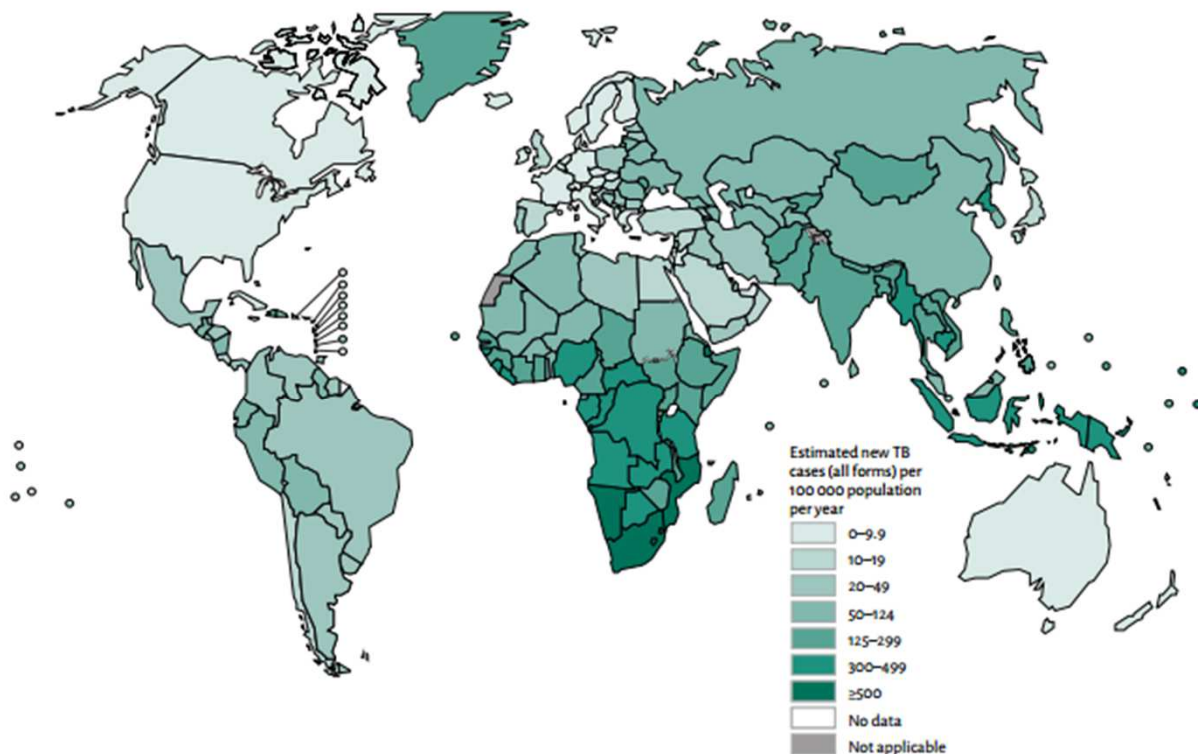 Estimated new TB
cases (all forms) per
100 000 population
per year
0–9.9
10–19
20–49
50–124
125–299
300–499
≥500
No data
Not applicable